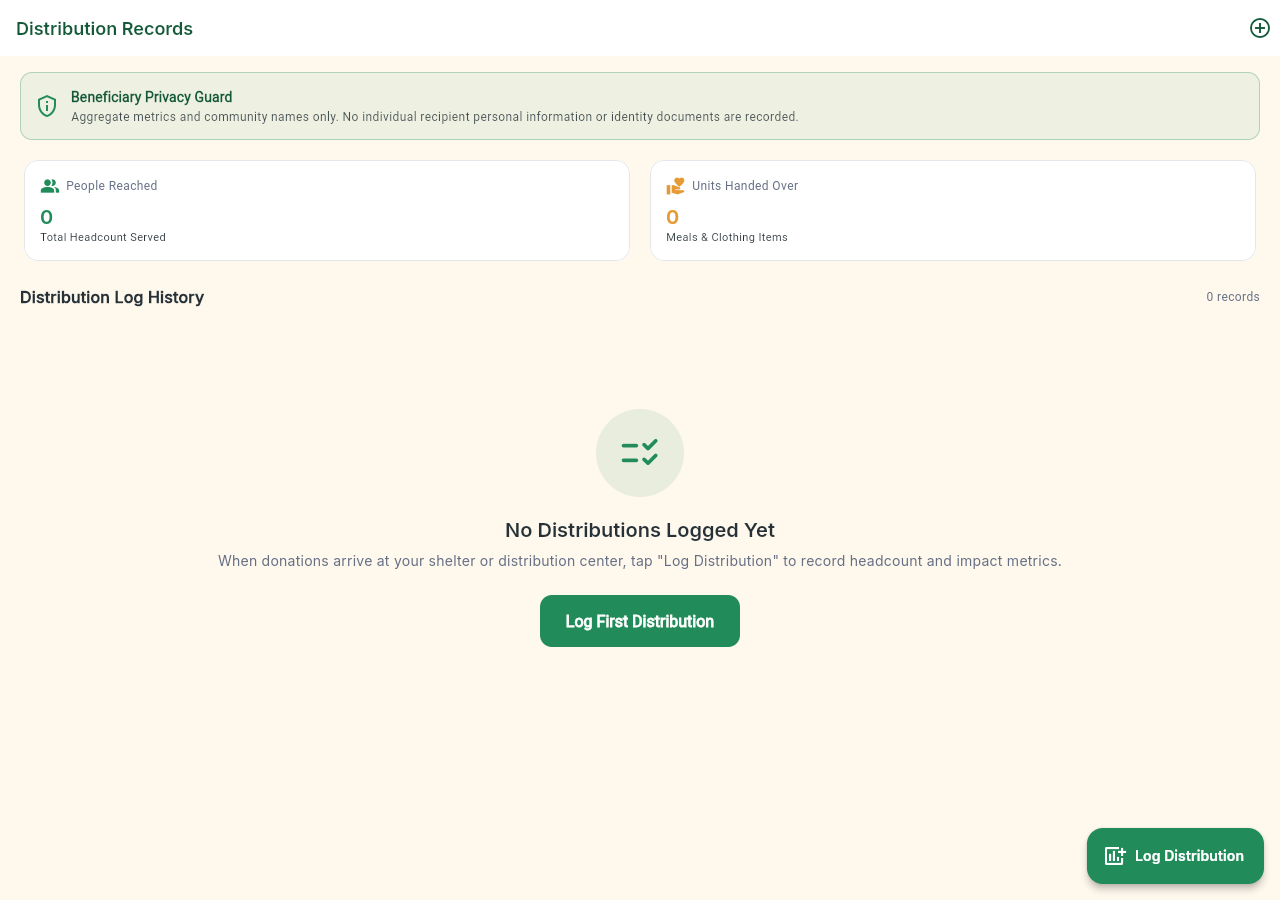 Distribution Records
Beneficiary Privacy Guard
Aggregate metrics and community names only. No individual recipient personal information or identity documents are recorded.
People Reached
0
Total Headcount Served
Units Handed Over
0
Meals & Clothing Items
Distribution Log History
0 records
No Distributions Logged Yet
When donations arrive at your shelter or distribution center, tap "Log Distribution" to record headcount and impact metrics.
Log First Distribution
Log Distribution